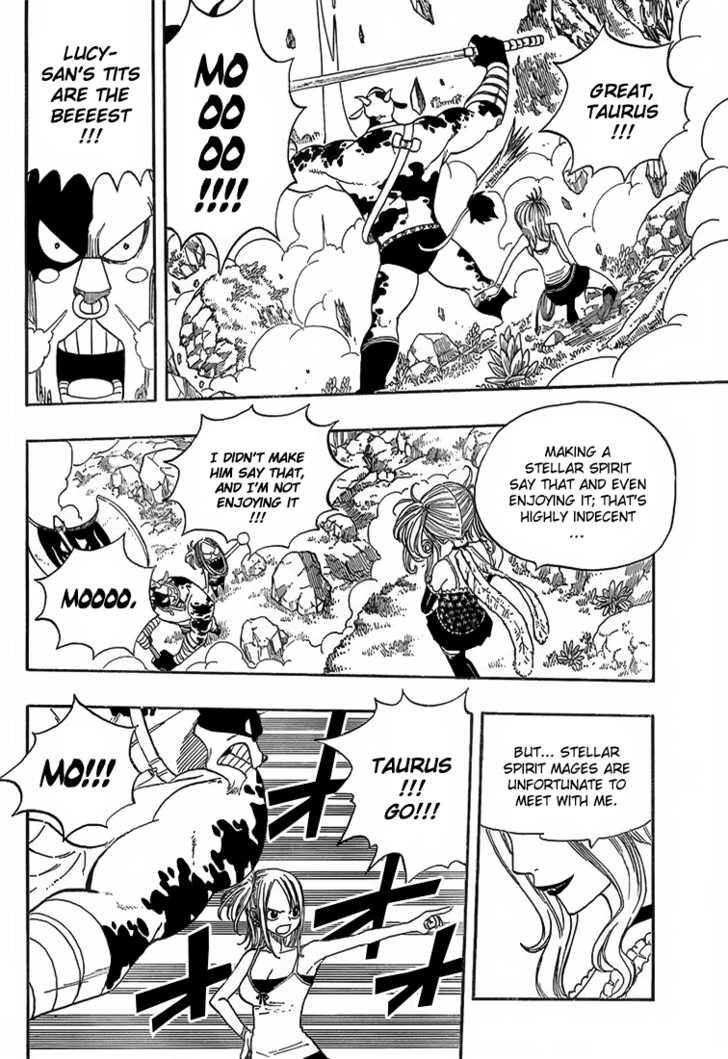 GREAT,
TAURUS
!!!
MO
OO
OO
!!!!
LUCY-
SAN'S TITS
ARE THE
BEEEEST
!!!
MAKING A
STELLAR SPIRIT
SAY THAT AND EVEN
ENJOYING IT; THAT'S
HIGHLY INDECENT
...
I DIDN'T MAKE
HIM SAY THAT,
AND I'M NOT
ENJOYING IT
!!!
MOOOO.
BUT... STELLAR
SPIRIT MAGES ARE
UNFORTUNATE TO
MEET WITH ME.
TAURUS
!!!
GO!!!
MO!!!